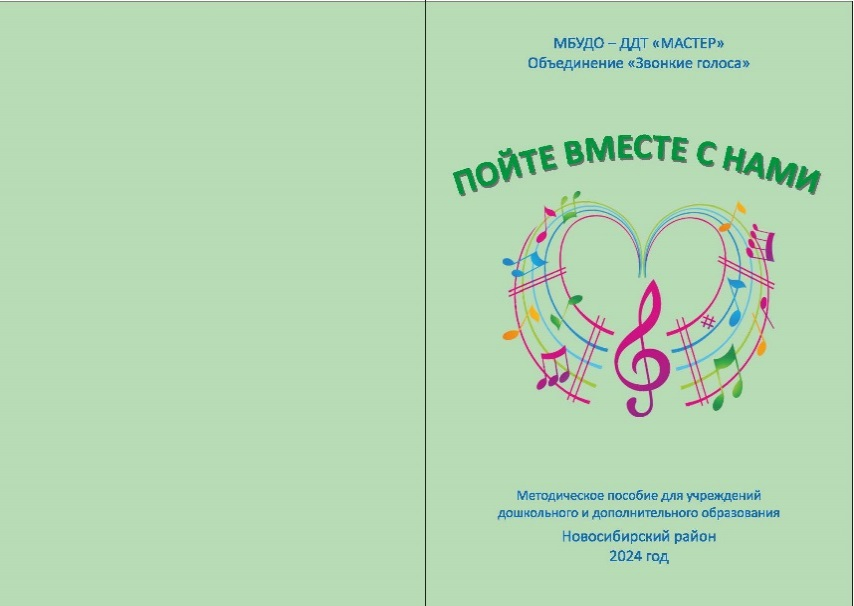 МБУДО – ДДТ «МАСТЕР»
Объединение «Звонкие голоса»
ПОЙТЕ ВМЕСТЕ С НАМИ
Методическое пособие для учреждений
дошкольного и дополнительного образования
Новосибирский район
2024 год